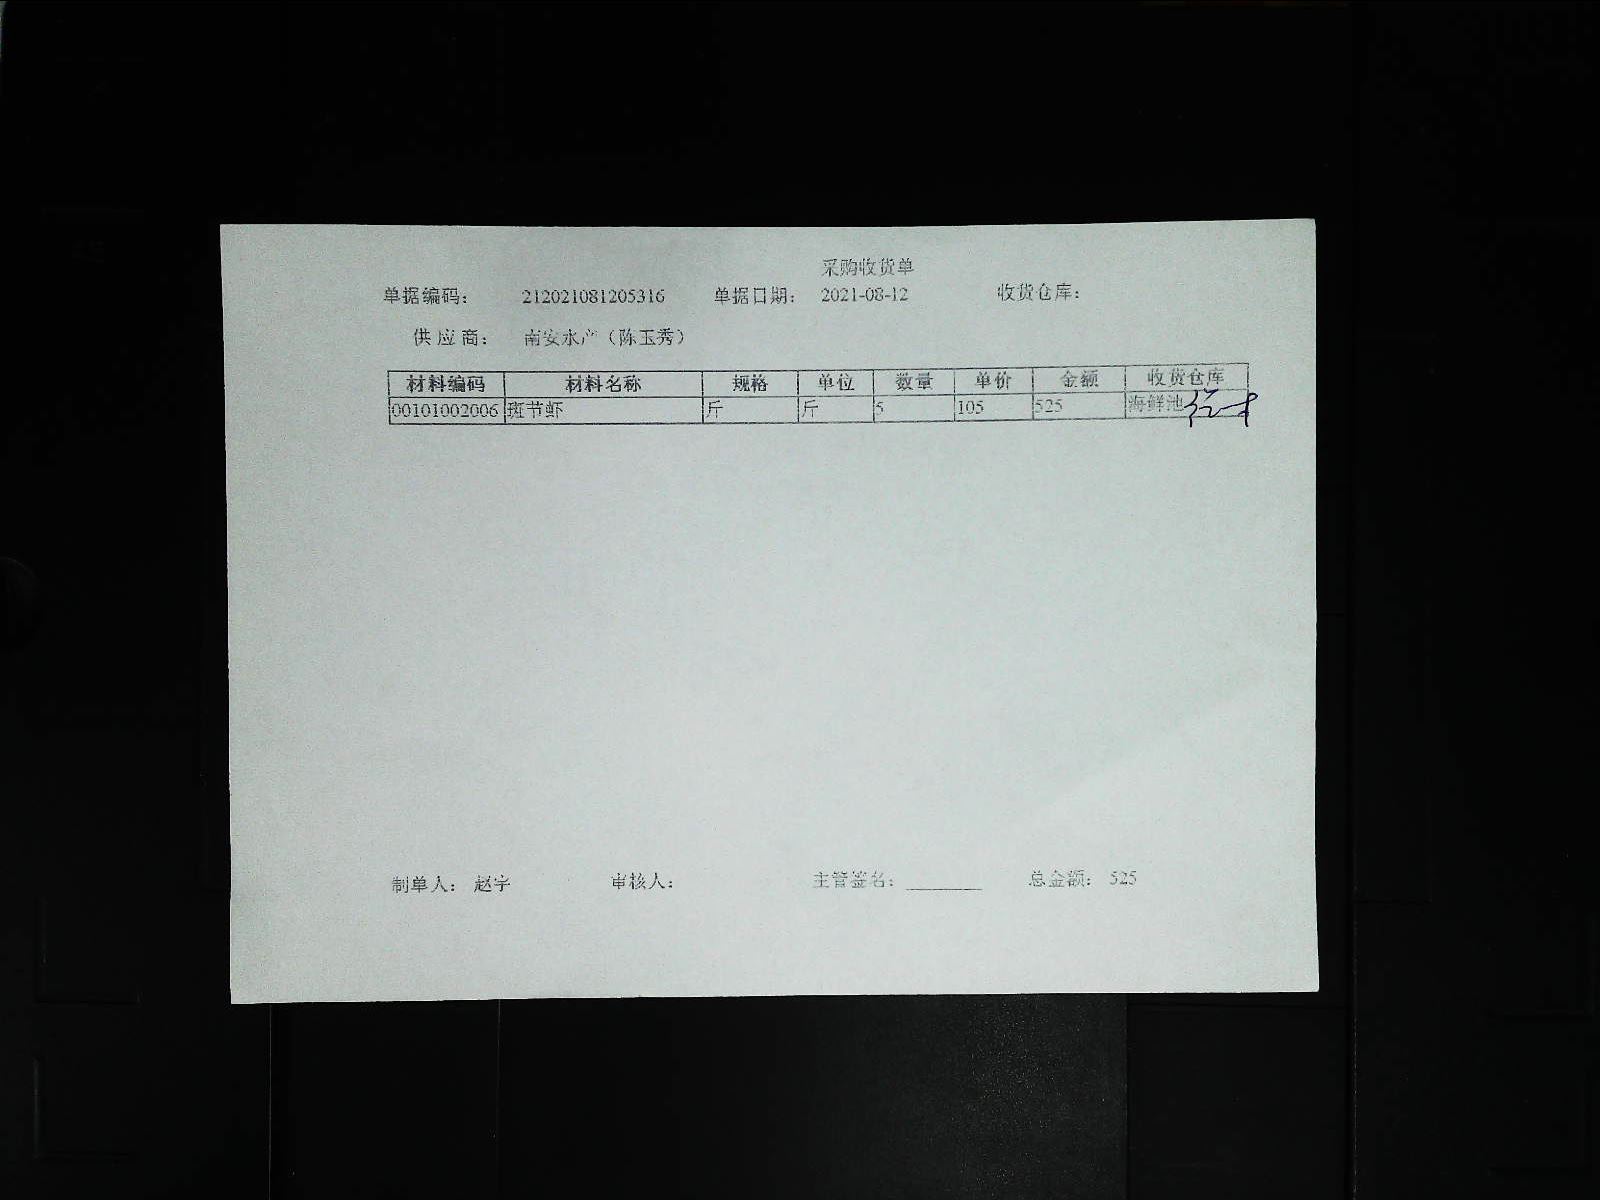 采购收货单
单据编码： 212021081205316 单据日期： 2021-08-12 收货仓库：
供应商： 南安水产（陈玉秀）
材料编码 材料名称 规格 单位 数量 单价 金额 收货仓库
00101002006 斑节虾 斤 斤 5 105 525 海鲜池
制单人： 赵宇 审核人： 主管签名： ________ 总金额： 525